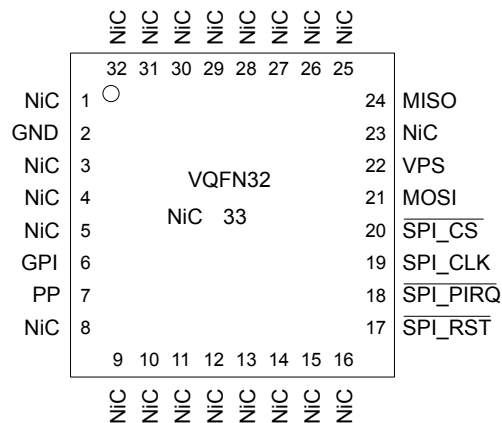 NiC NiC NiC NiC NiC NiC NiC NiC
32 31 30 29 28 27 26 25
NiC 1 24 MISO
GND 2 23 NiC
NiC 3 22 VPS
NiC 4 21 MOSI
NiC 5 20 SPI_CS
GPI 6 19 SPI_CLK
PP 7 18 SPI_PIRQ
NiC 8 17 SPI_RST
VQFN32
NiC 33
9 10 11 12 13 14 15 16
NiC NiC NiC NiC NiC NiC NiC NiC